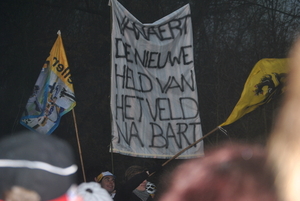 VANAERT
DE NIEUWE
HELD VAN
HET VELD
NA BART